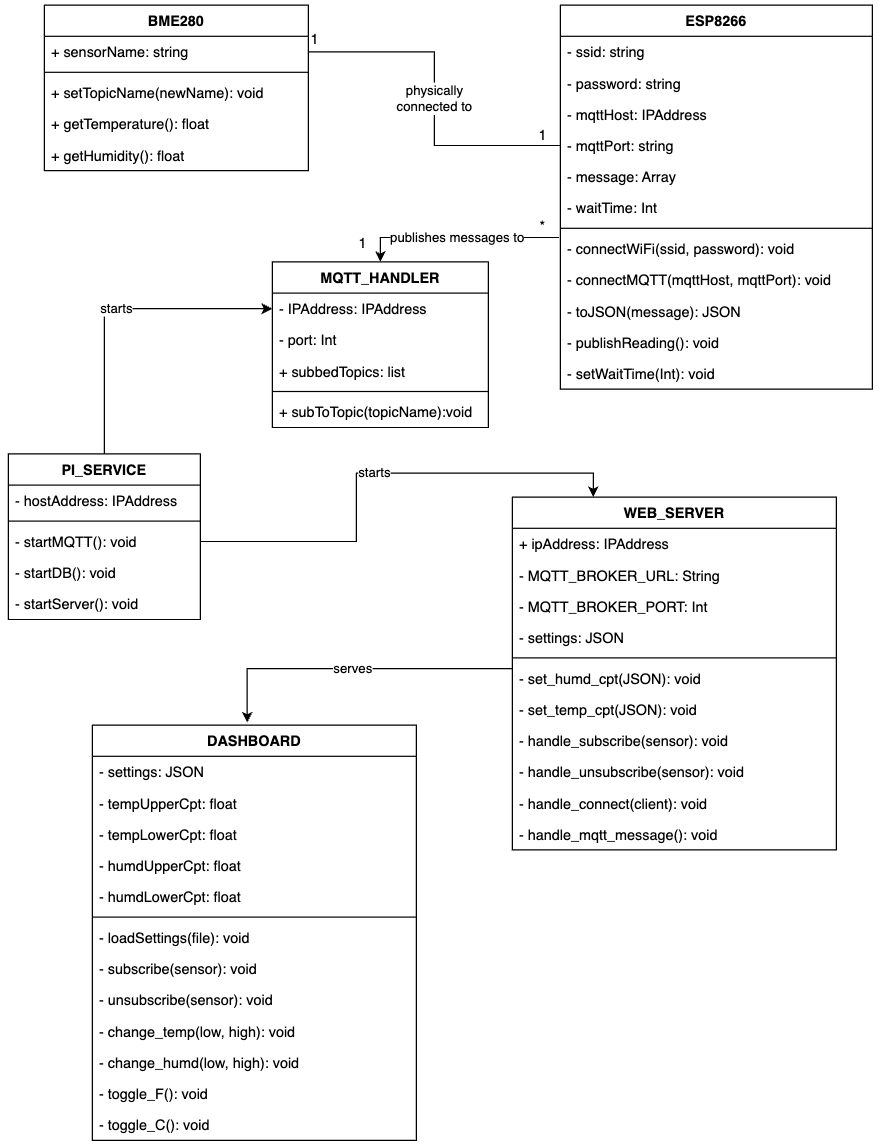 BME280
+ sensorName: string
+ setTopicName(newName): void
+ getTemperature(): float
+ getHumidity(): float
1
physically
connected to
1
ESP8266
- ssid: string
- password: string
- mqttHost: IPAddress
- mqttPort: string
- message: Array
- waitTime: Int
- connectWiFi(ssid, password): void
- connectMQTT(mqttHost, mqttPort): void
- toJSON(message): JSON
- publishReading(): void
- setWaitTime(Int): void
*
publishes messages to
1
MQTT_HANDLER
- IPAddress: IPAddress
- port: Int
+ subbedTopics: list
+ subToTopic(topicName):void
starts
PI_SERVICE
- hostAddress: IPAddress
- startMQTT(): void
- startDB(): void
- startServer(): void
starts
WEB_SERVER
+ ipAddress: IPAddress
- MQTT_BROKER_URL: String
- MQTT_BROKER_PORT: Int
- settings: JSON
- set_humd_cpt(JSON): void
- set_temp_cpt(JSON): void
- handle_subscribe(sensor): void
- handle_unsubscribe(sensor): void
- handle_connect(client): void
- handle_mqtt_message(): void
serves
DASHBOARD
- settings: JSON
- tempUpperCpt: float
- tempLowerCpt: float
- humdUpperCpt: float
- humdLowerCpt: float
- loadSettings(file): void
- subscribe(sensor): void
- unsubscribe(sensor): void
- change_temp(low, high): void
- change_humd(low, high): void
- toggle_F(): void
- toggle_C(): void